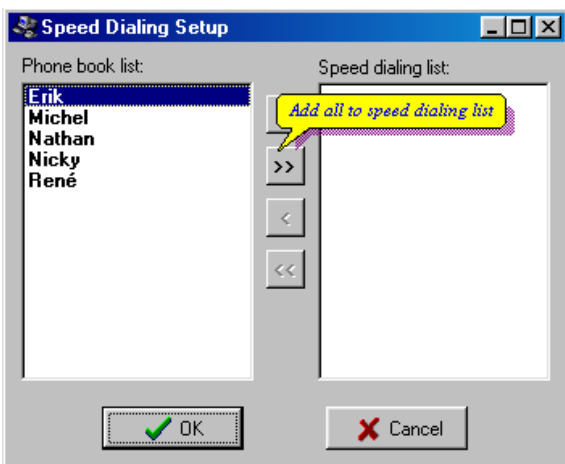 Speed Dialing Setup
Phone book list:
Speed dialing list:
Erik
Michel
Nathan
Nicky
René
Add all to speed dialing list
>>
<
<<
OK
Cancel